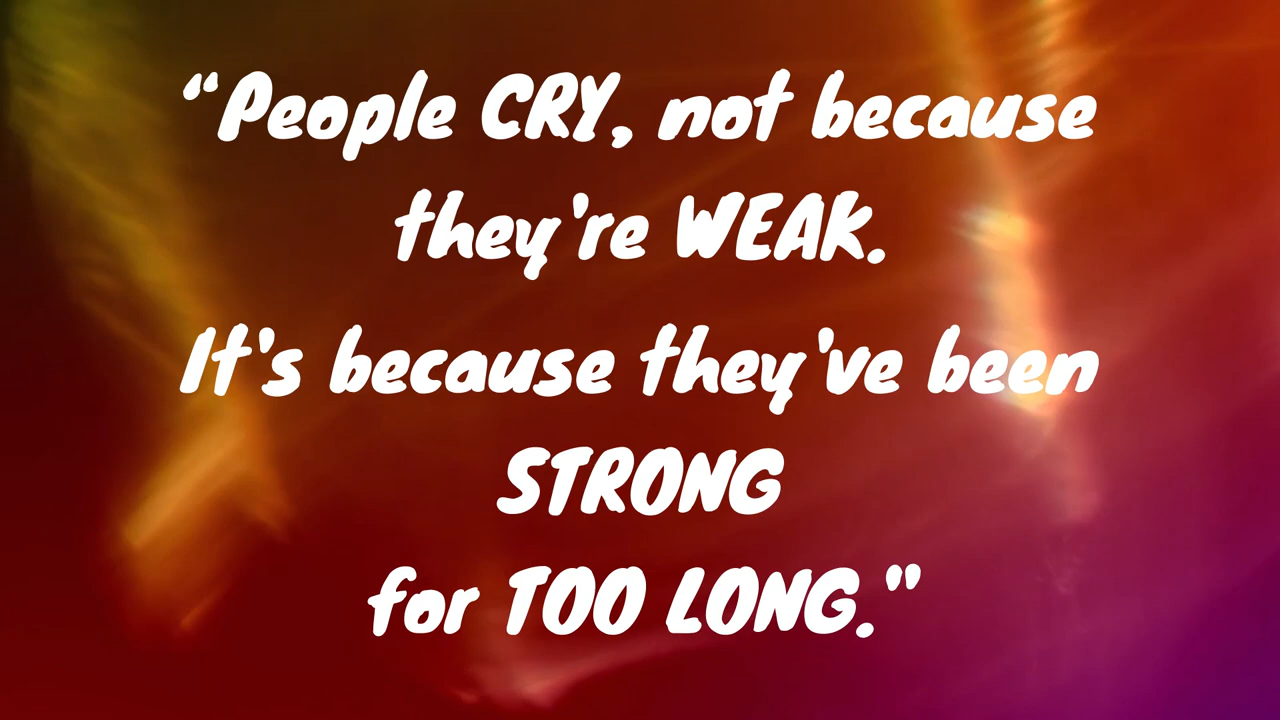 “People CRY, not because
they're WEAK.
It's because they've been
STRONG
for TOO LONG."